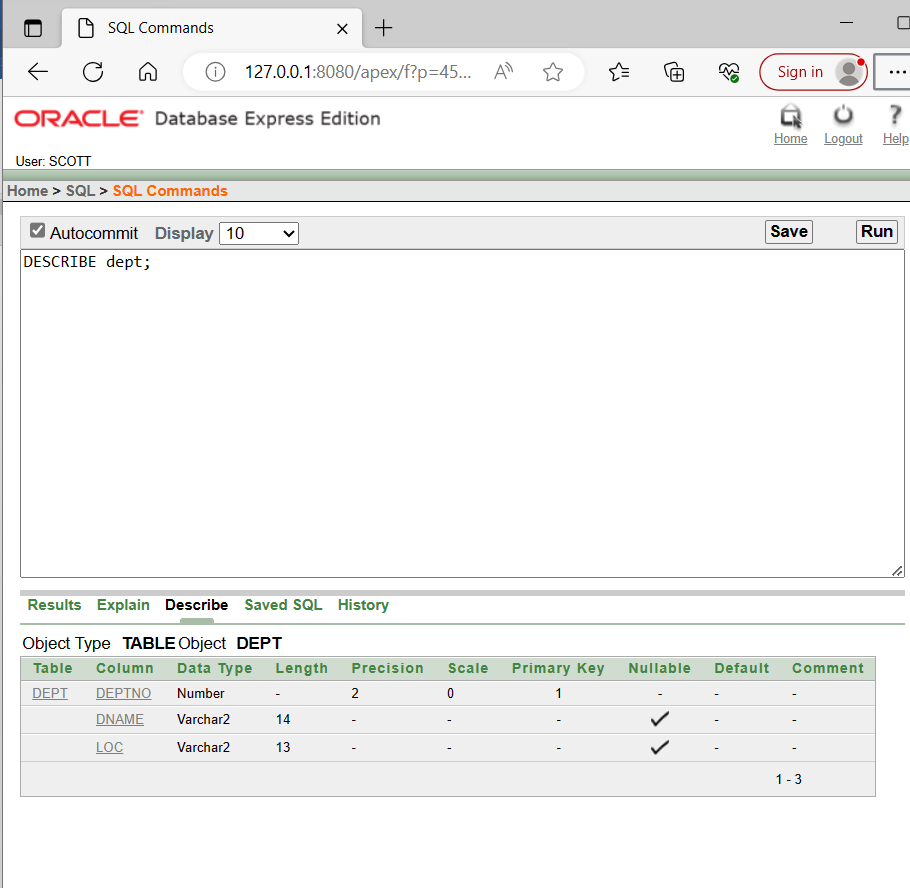 SQL Commands
127.0.0.1:8080/apex/f?p=45... A Sign in
ORACLE Database Express Edition
Home Logout Help
User: SCOTT
Home > SQL > SQL Commands
Autocommit Display 10 Save Run
DESCRIBE dept;
Results Explain Describe Saved SQL History
Object Type TABLE Object DEPT
Table Column Data Type Length Precision Scale Primary Key Nullable Default Comment
DEPT DEPTNO Number - 2 0 1 - - -
DNAME Varchar2 14 - - - - -
LOC Varchar2 13 - - - - -
1 - 3